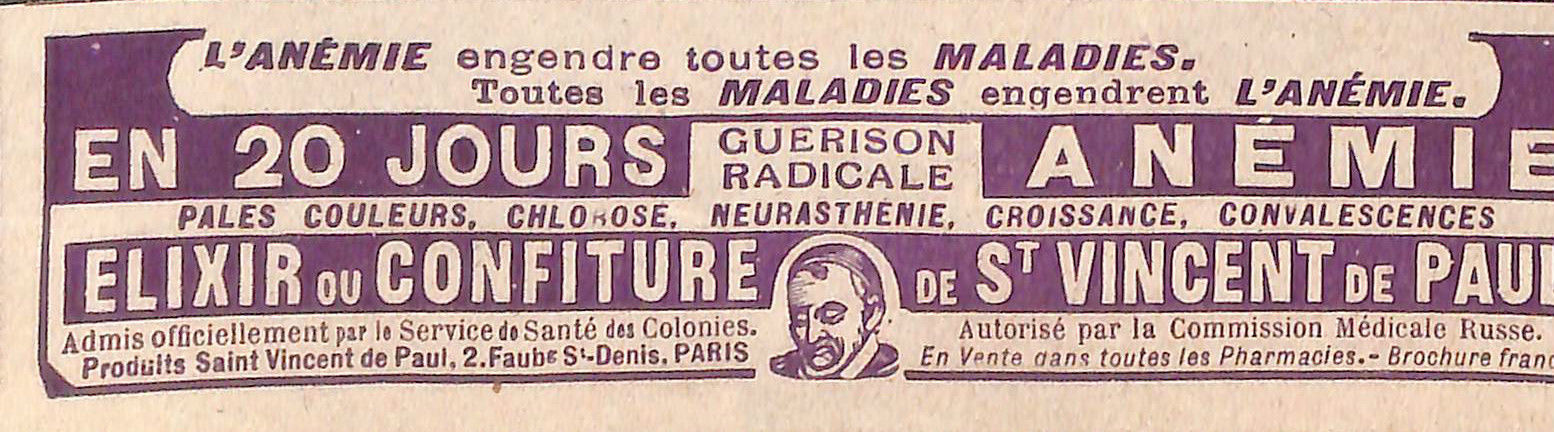 L'ANÉMIE engendre toutes les MALADIES.
Toutes les MALADIES engendrent L'ANÉMIE.
EN 20 JOURS GUERISON RADICALE ANÉMIE
PALES COULEURS, CHLOROSE, NEURASTHÉNIE, CROISSANCE, CONVALESCENCES
ELIXIR OU CONFITURE DE ST VINCENT DE PAUL
Admis officiellement par le Service de Santé des Colonies.
Produits Saint Vincent de Paul, 2. Faubg St-Denis. PARIS
Autorisé par la Commission Médicale Russe.
En Vente dans toutes les Pharmacies.- Brochure franc